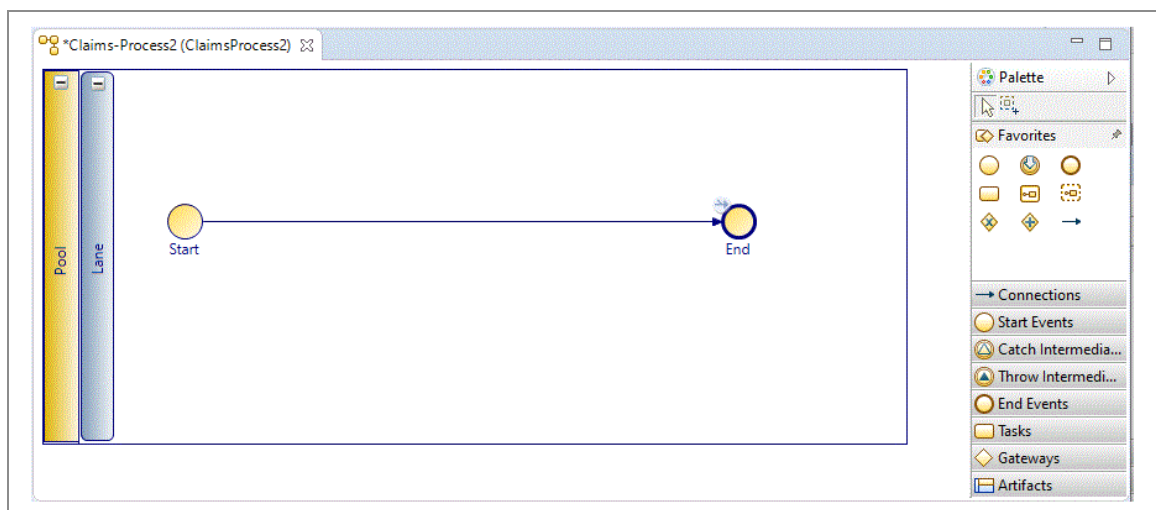 *Claims-Process2 (ClaimsProcess2)
Pool
Lane
Start
End
Palette
Favorites
Connections
Start Events
Catch Intermedia...
Throw Intermedi...
End Events
Tasks
Gateways
Artifacts